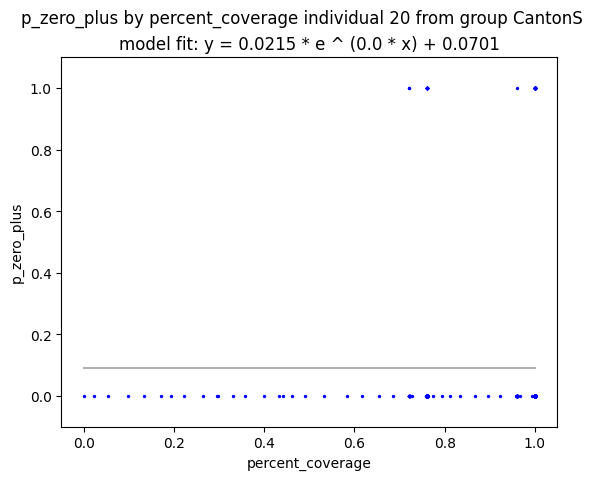 p_zero_plus by percent_coverage individual 20 from group CantonS
model fit: y = 0.0215 * e ^ (0.0 * x) + 0.0701
1.0
0.8
0.6
0.4
0.2
0.0
p_zero_plus
0.0 0.2 0.4 0.6 0.8 1.0
percent_coverage